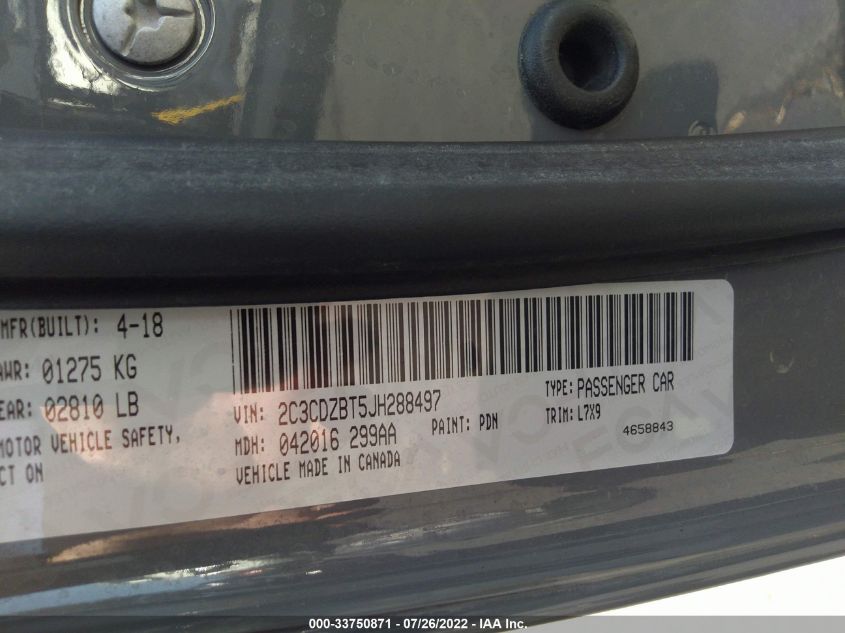 MFR(BUILT): 4-18
AWR: 01275 KG
EAR: 02810 LB
MOTOR VEHICLE SAFETY,
CT ON
VIN: 2C3CDZBT5JH288497
TYPE: PASSENGER CAR
MDH: 042016 299AA
PAINT: PDN
TRIM: L7X9
VEHICLE MADE IN CANADA
4658843
000-33750871 / 07/26/2022 - IAA Inc.